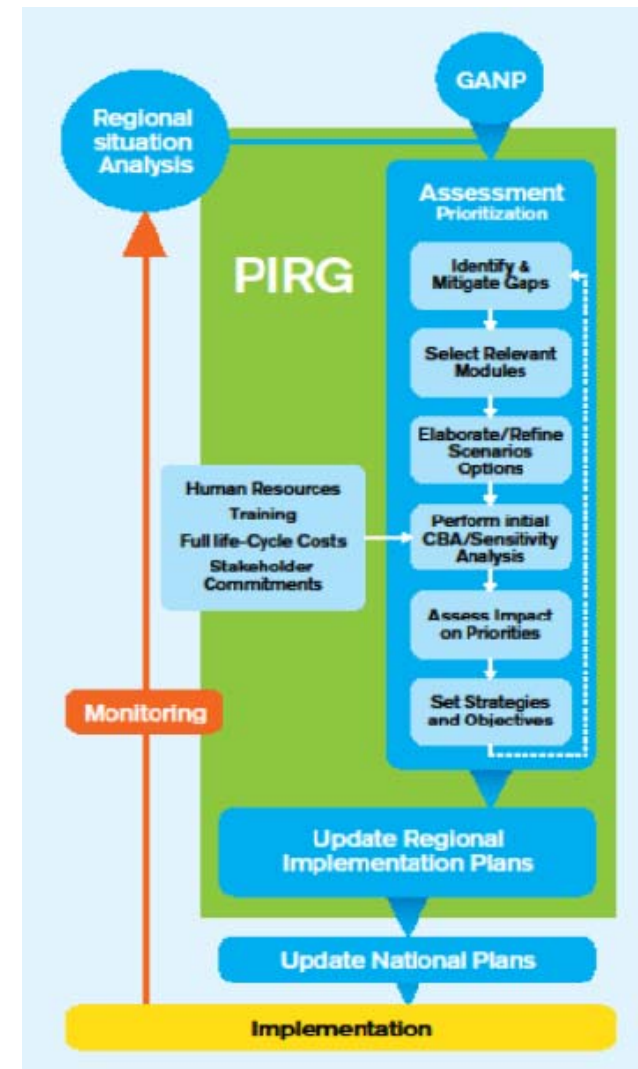 GANP
Regional
situation
Analysis
Assessment
Prioritization
PIRG
Identify &
Mitigate Gaps
Select Relevant
Modules
Elaborate/Refine
Scenarios
Options
Human Resources
Training
Full life-Cycle Costs
Stakeholder
Commitments
Perform initial
CBA/Sensitivity
Analysis
Assess Impact
on Priorities
Set Strategies
and Objectives
Monitoring
Update Regional
Implementation Plans
Update National Plans
Implementation